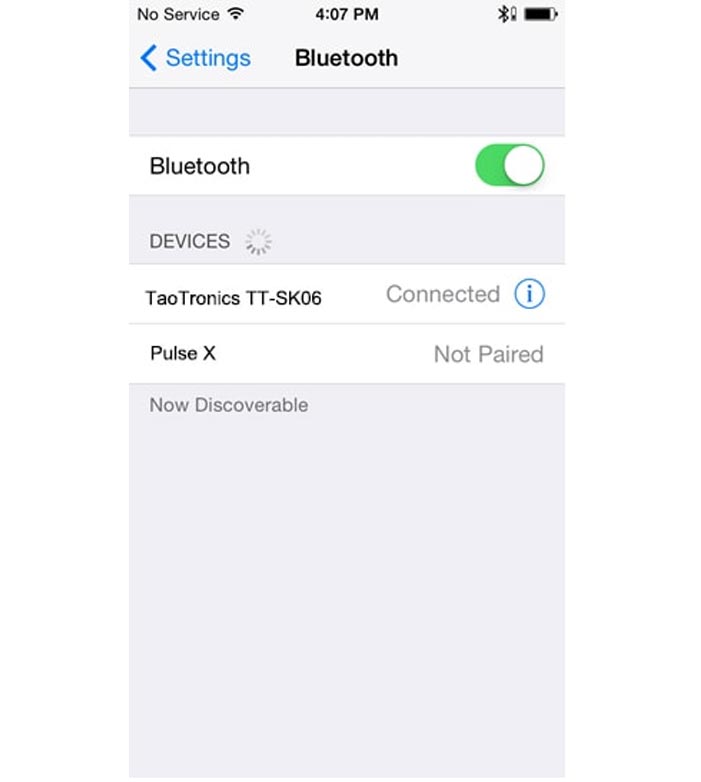 No Service 4:07 PM
Settings Bluetooth
Bluetooth
DEVICES
TaoTronics TT-SK06 Connected
Pulse X Not Paired
Now Discoverable